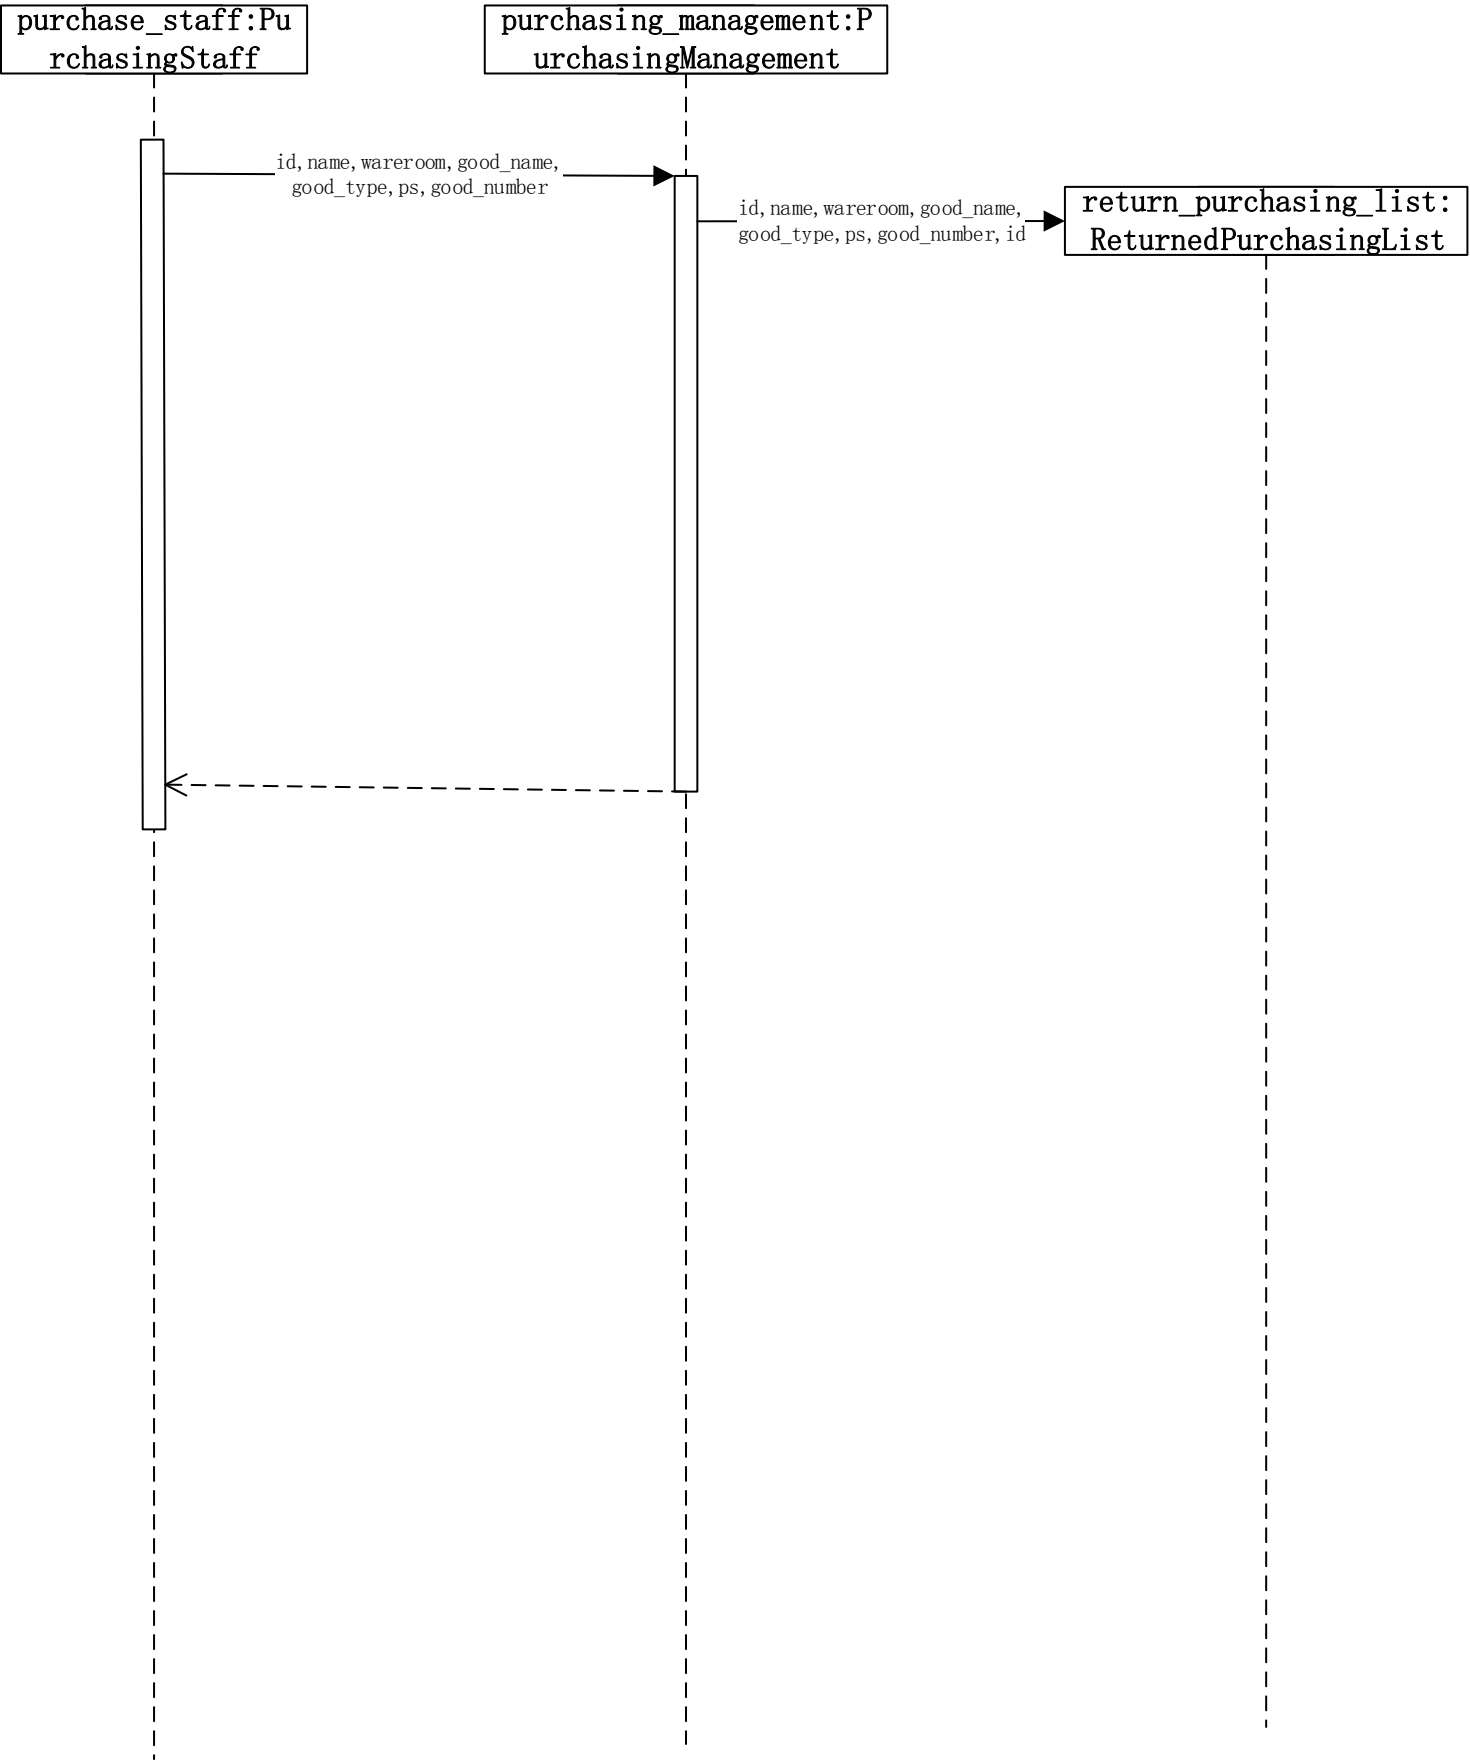 purchase_staff:Pu
rchasingStaff
purchasing_management:P
urchasingManagement
id,name,wareroom,good_name,
good_type,ps,good_number
id,name,wareroom,good_name,
good_type,ps,good_number,id
return_purchasing_list:
ReturnedPurchasingList